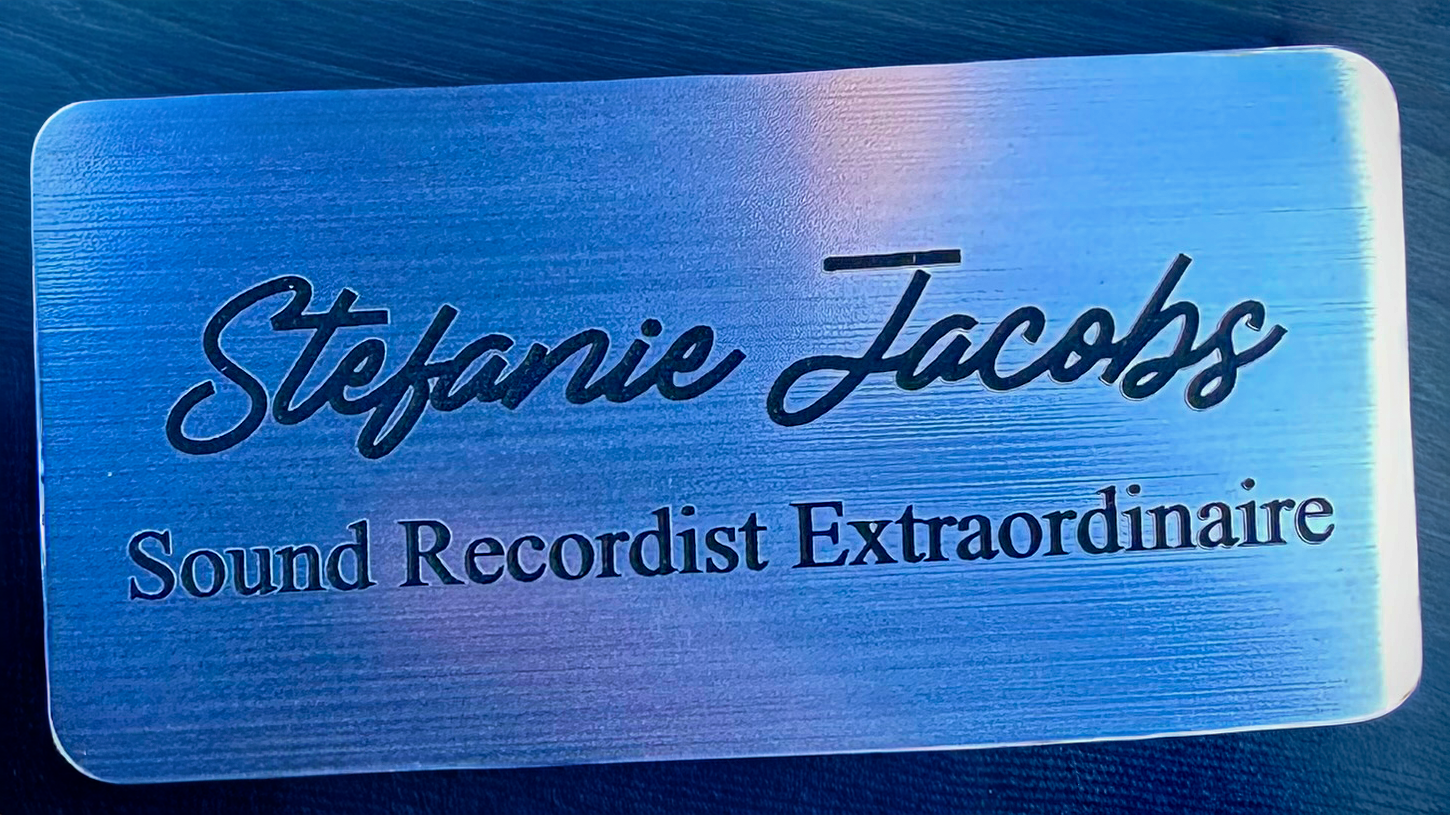 Stefanie Jacobs
Sound Recordist Extraordinaire